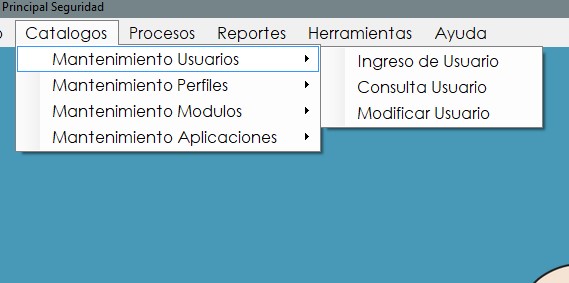 Principal Seguridad
Catalogos Procesos Reportes Herramientas Ayuda
Mantenimiento Usuarios
Mantenimiento Perfiles
Mantenimiento Modulos
Mantenimiento Aplicaciones
Ingreso de Usuario
Consulta Usuario
Modificar Usuario